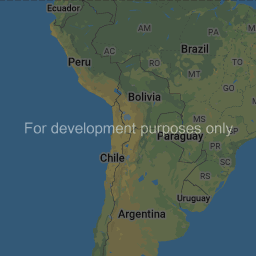 Ecuador
AM
PA
Brazil
Peru
AC
RO
TO
MT
Bolivia
GO
MS
For development purposes only
SP
Paraguay
PR
Chile
SC
RS
Uruguay
Argentina